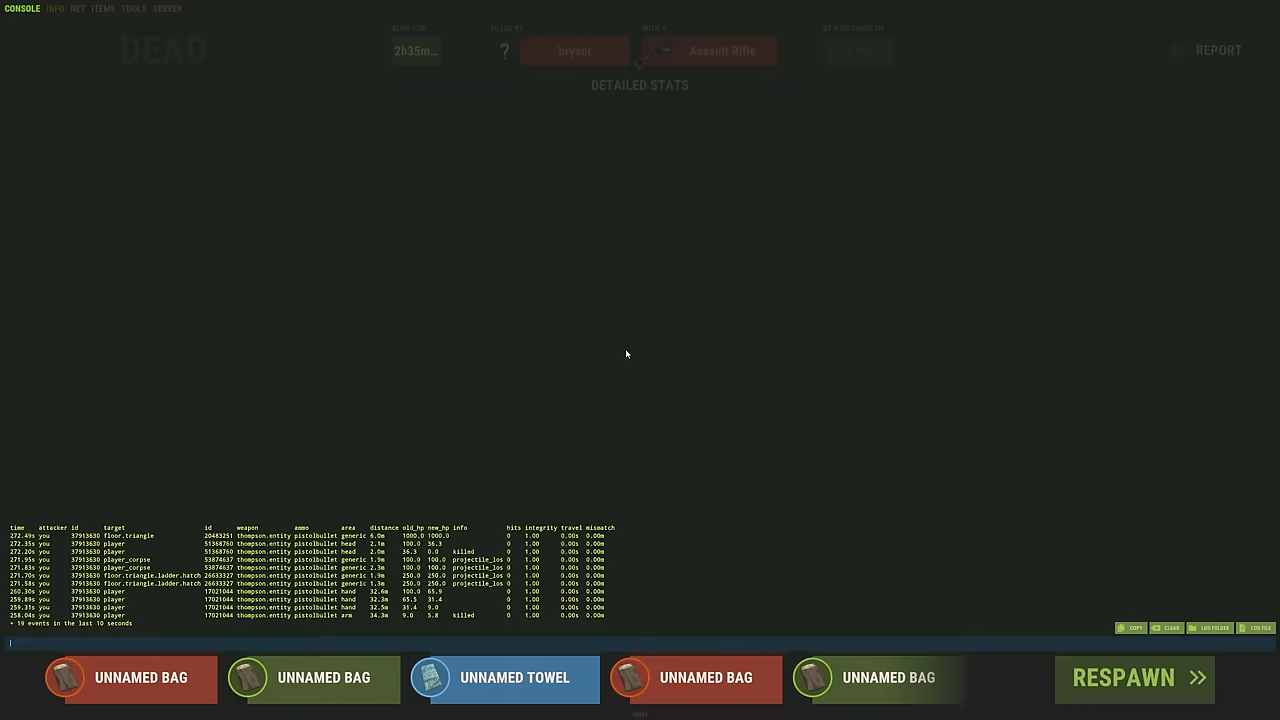 CONSOLE INFO NET ITEMS TOOLS SERVER
ALIVE FOR KILLED BY WITH A AT A DISTANCE OF
DEAD 2h35m… ? bryant Assault Rifle REPORT
DETAILED STATS
time attacker id target id weapon ammo area distance old_hp new_hp info hits integrity travel mismatch
272.49s you 37913630 floor.triangle 20483251 thompson.entity pistolbullet generic 6.0m 1000.0 1000.0 0 1.00 0.00s 0.00m
272.35s you 37913630 player 51368760 thompson.entity pistolbullet head 2.1m 100.0 36.3 0 1.00 0.00s 0.00m
272.20s you 37913630 player 51368760 thompson.entity pistolbullet head 2.0m 36.3 0.0 killed 0 1.00 0.00s 0.00m
271.95s you 37913630 player_corpse 53874637 thompson.entity pistolbullet generic 1.9m 100.0 100.0 projectile_los 0 1.00 0.00s 0.00m
271.83s you 37913630 player_corpse 53874637 thompson.entity pistolbullet generic 2.3m 100.0 100.0 projectile_los 0 1.00 0.00s 0.00m
271.70s you 37913630 floor.triangle.ladder.hatch 26633327 thompson.entity pistolbullet generic 1.9m 250.0 250.0 projectile_los 0 1.00 0.00s 0.00m
271.58s you 37913630 floor.triangle.ladder.hatch 26633327 thompson.entity pistolbullet generic 1.3m 250.0 250.0 projectile_los 0 1.00 0.00s 0.00m
260.30s you 37913630 player 17021044 thompson.entity pistolbullet hand 32.6m 100.0 65.9 0 1.00 0.00s 0.00m
259.89s you 37913630 player 17021044 thompson.entity pistolbullet hand 32.3m 65.5 31.4 0 1.00 0.00s 0.00m
259.31s you 37913630 player 17021044 thompson.entity pistolbullet hand 32.5m 31.4 9.0 0 1.00 0.00s 0.00m
258.04s you 37913630 player 17021044 thompson.entity pistolbullet arm 34.3m 9.0 5.8 killed 0 1.00 0.00s 0.00m
+ 19 events in the last 10 seconds
COPY CLEAR LOG FOLDER LOG FILE
UNNAMED BAG UNNAMED BAG UNNAMED TOWEL UNNAMED BAG UNNAMED BAG RESPAWN